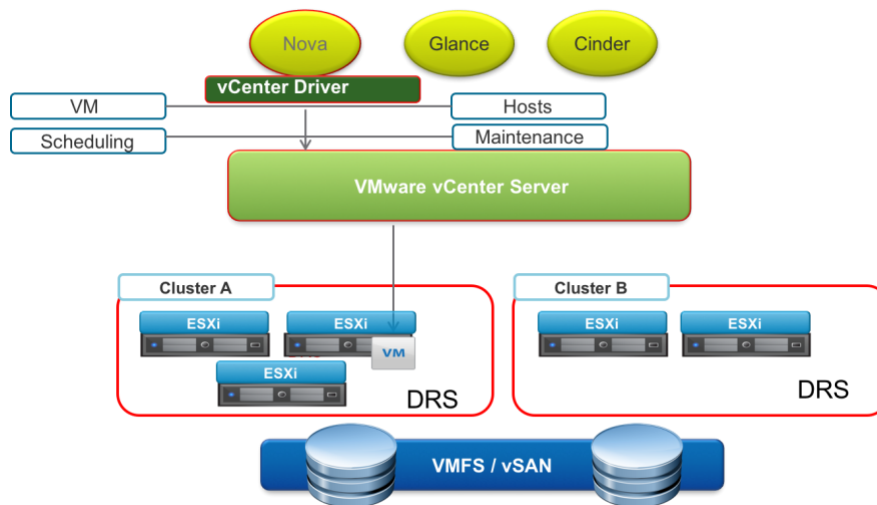 Nova
Glance
Cinder
vCenter Driver
VM
Hosts
Scheduling
Maintenance
VMware vCenter Server
Cluster A
Cluster B
ESXi
ESXi
ESXi
ESXi
VM
ESXi
DRS
DRS
VMFS / vSAN